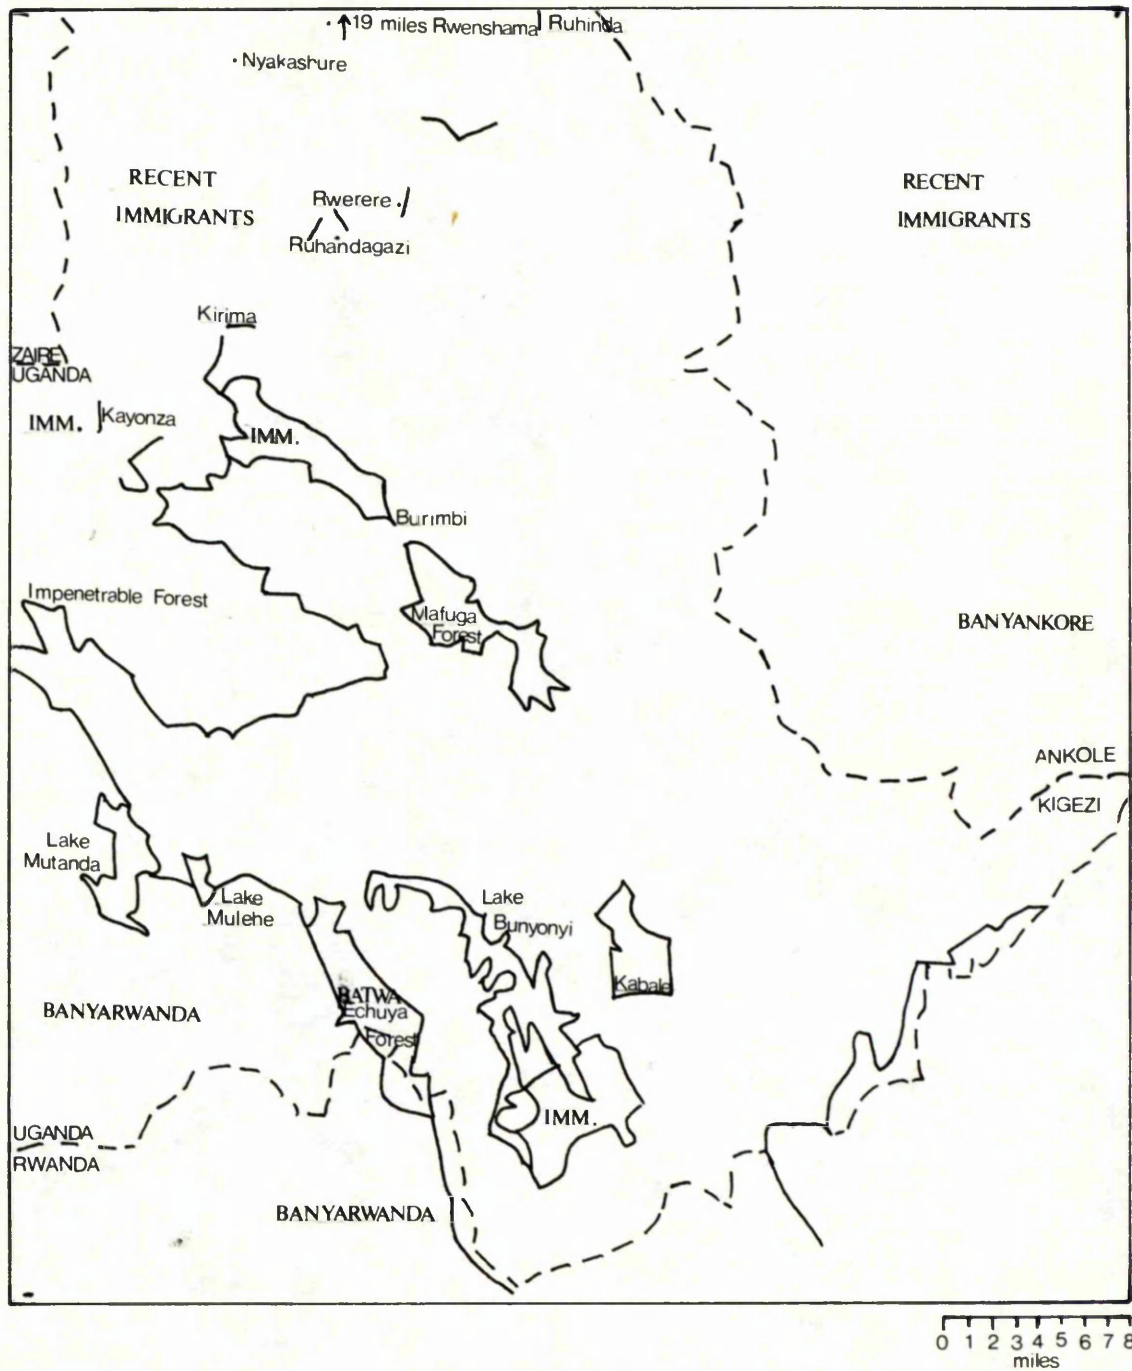 19 miles Rwenshama Ruhinda
Nyakashure
RECENT
IMMIGRANTS
RECENT
IMMIGRANTS
Rwerere
Ruhandagazi
Kirima
ZAIRE
UGANDA
IMM. Kayonza
IMM.
Burimbi
Impenetrable Forest
Mafuga
Forest
BANYANKORE
ANKOLE
KIGEZI
Lake
Mutanda
Lake
Mulehe
Lake
Bunyonyi
Kabale
BATWA
Echuya
Forest
BANYARWANDA
IMM.
UGANDA
RWANDA
BANYARWANDA
0 1 2 3 4 5 6 7 8
miles